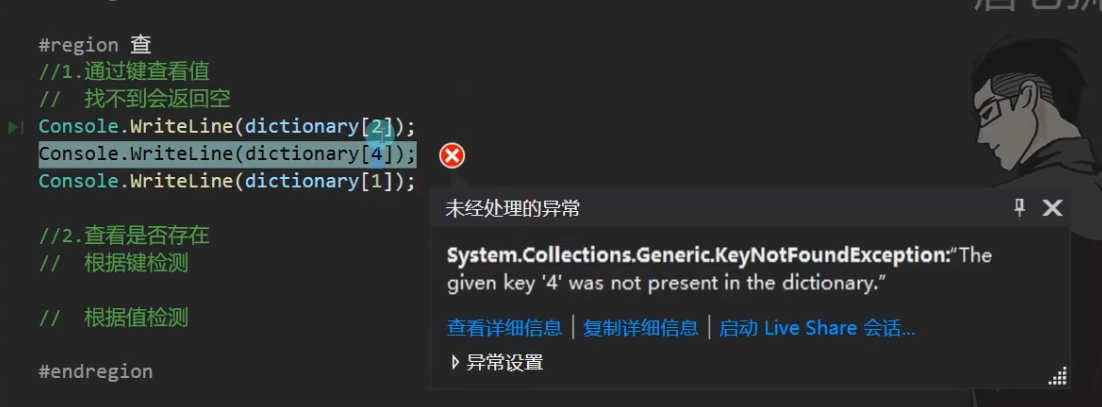 #region 查
//1.通过键查看值
//  找不到会返回空
Console.WriteLine(dictionary[2]);
Console.WriteLine(dictionary[4]);
Console.WriteLine(dictionary[1]);
//2.查看是否存在
//  根据键检测
//  根据值检测
#endregion
未经处理的异常
System.Collections.Generic.KeyNotFoundException:“The
given key '4' was not present in the dictionary.”
查看详细信息 | 复制详细信息 | 启动 Live Share 会话...
异常设置